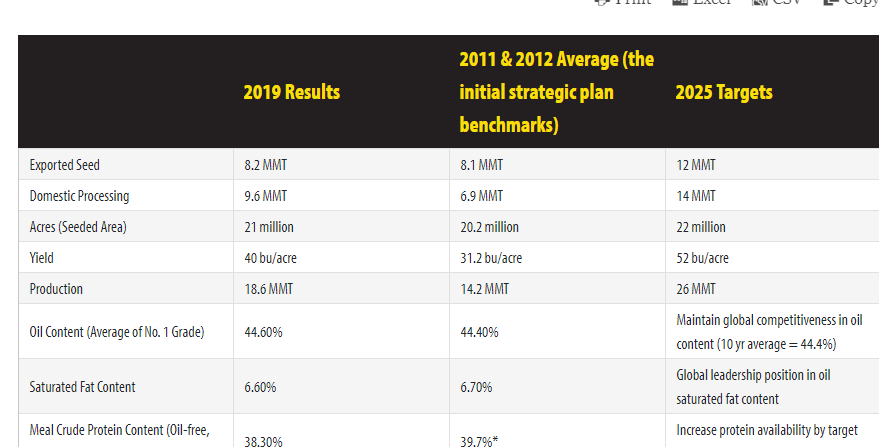 Print Excel CSV Copy
2019 Results
2011 & 2012 Average (the
initial strategic plan
benchmarks)
2025 Targets
Exported Seed 8.2 MMT 8.1 MMT 12 MMT
Domestic Processing 9.6 MMT 6.9 MMT 14 MMT
Acres (Seeded Area) 21 million 20.2 million 22 million
Yield 40 bu/acre 31.2 bu/acre 52 bu/acre
Production 18.6 MMT 14.2 MMT 26 MMT
Oil Content (Average of No. 1 Grade) 44.60% 44.40% Maintain global competitiveness in oil
content (10 yr average = 44.4%)
Saturated Fat Content 6.60% 6.70% Global leadership position in oil
saturated fat content
Meal Crude Protein Content (Oil-free, 38.30% 39.7%* Increase protein availability by target